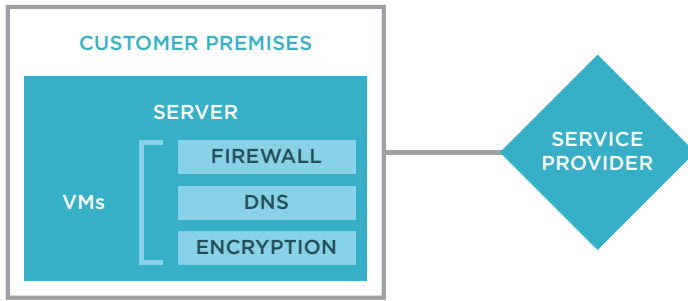 CUSTOMER PREMISES
SERVER
VMs
FIREWALL
DNS
ENCRYPTION
SERVICE
PROVIDER